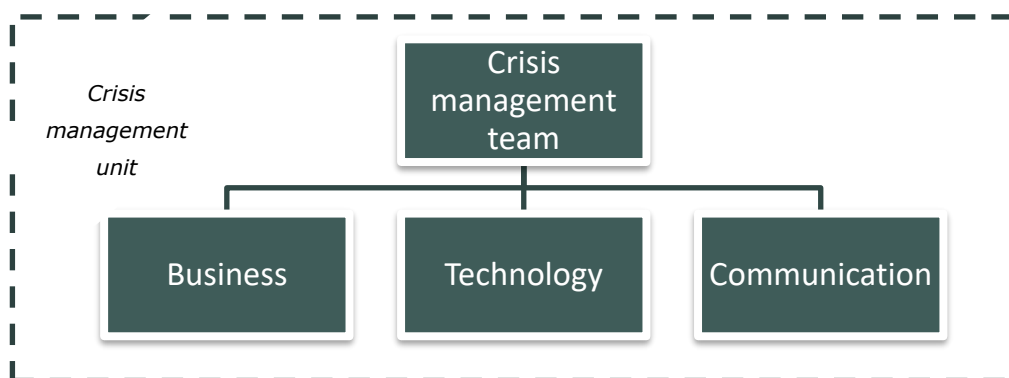 Crisis
management
unit
Crisis
management
team
Business
Technology
Communication